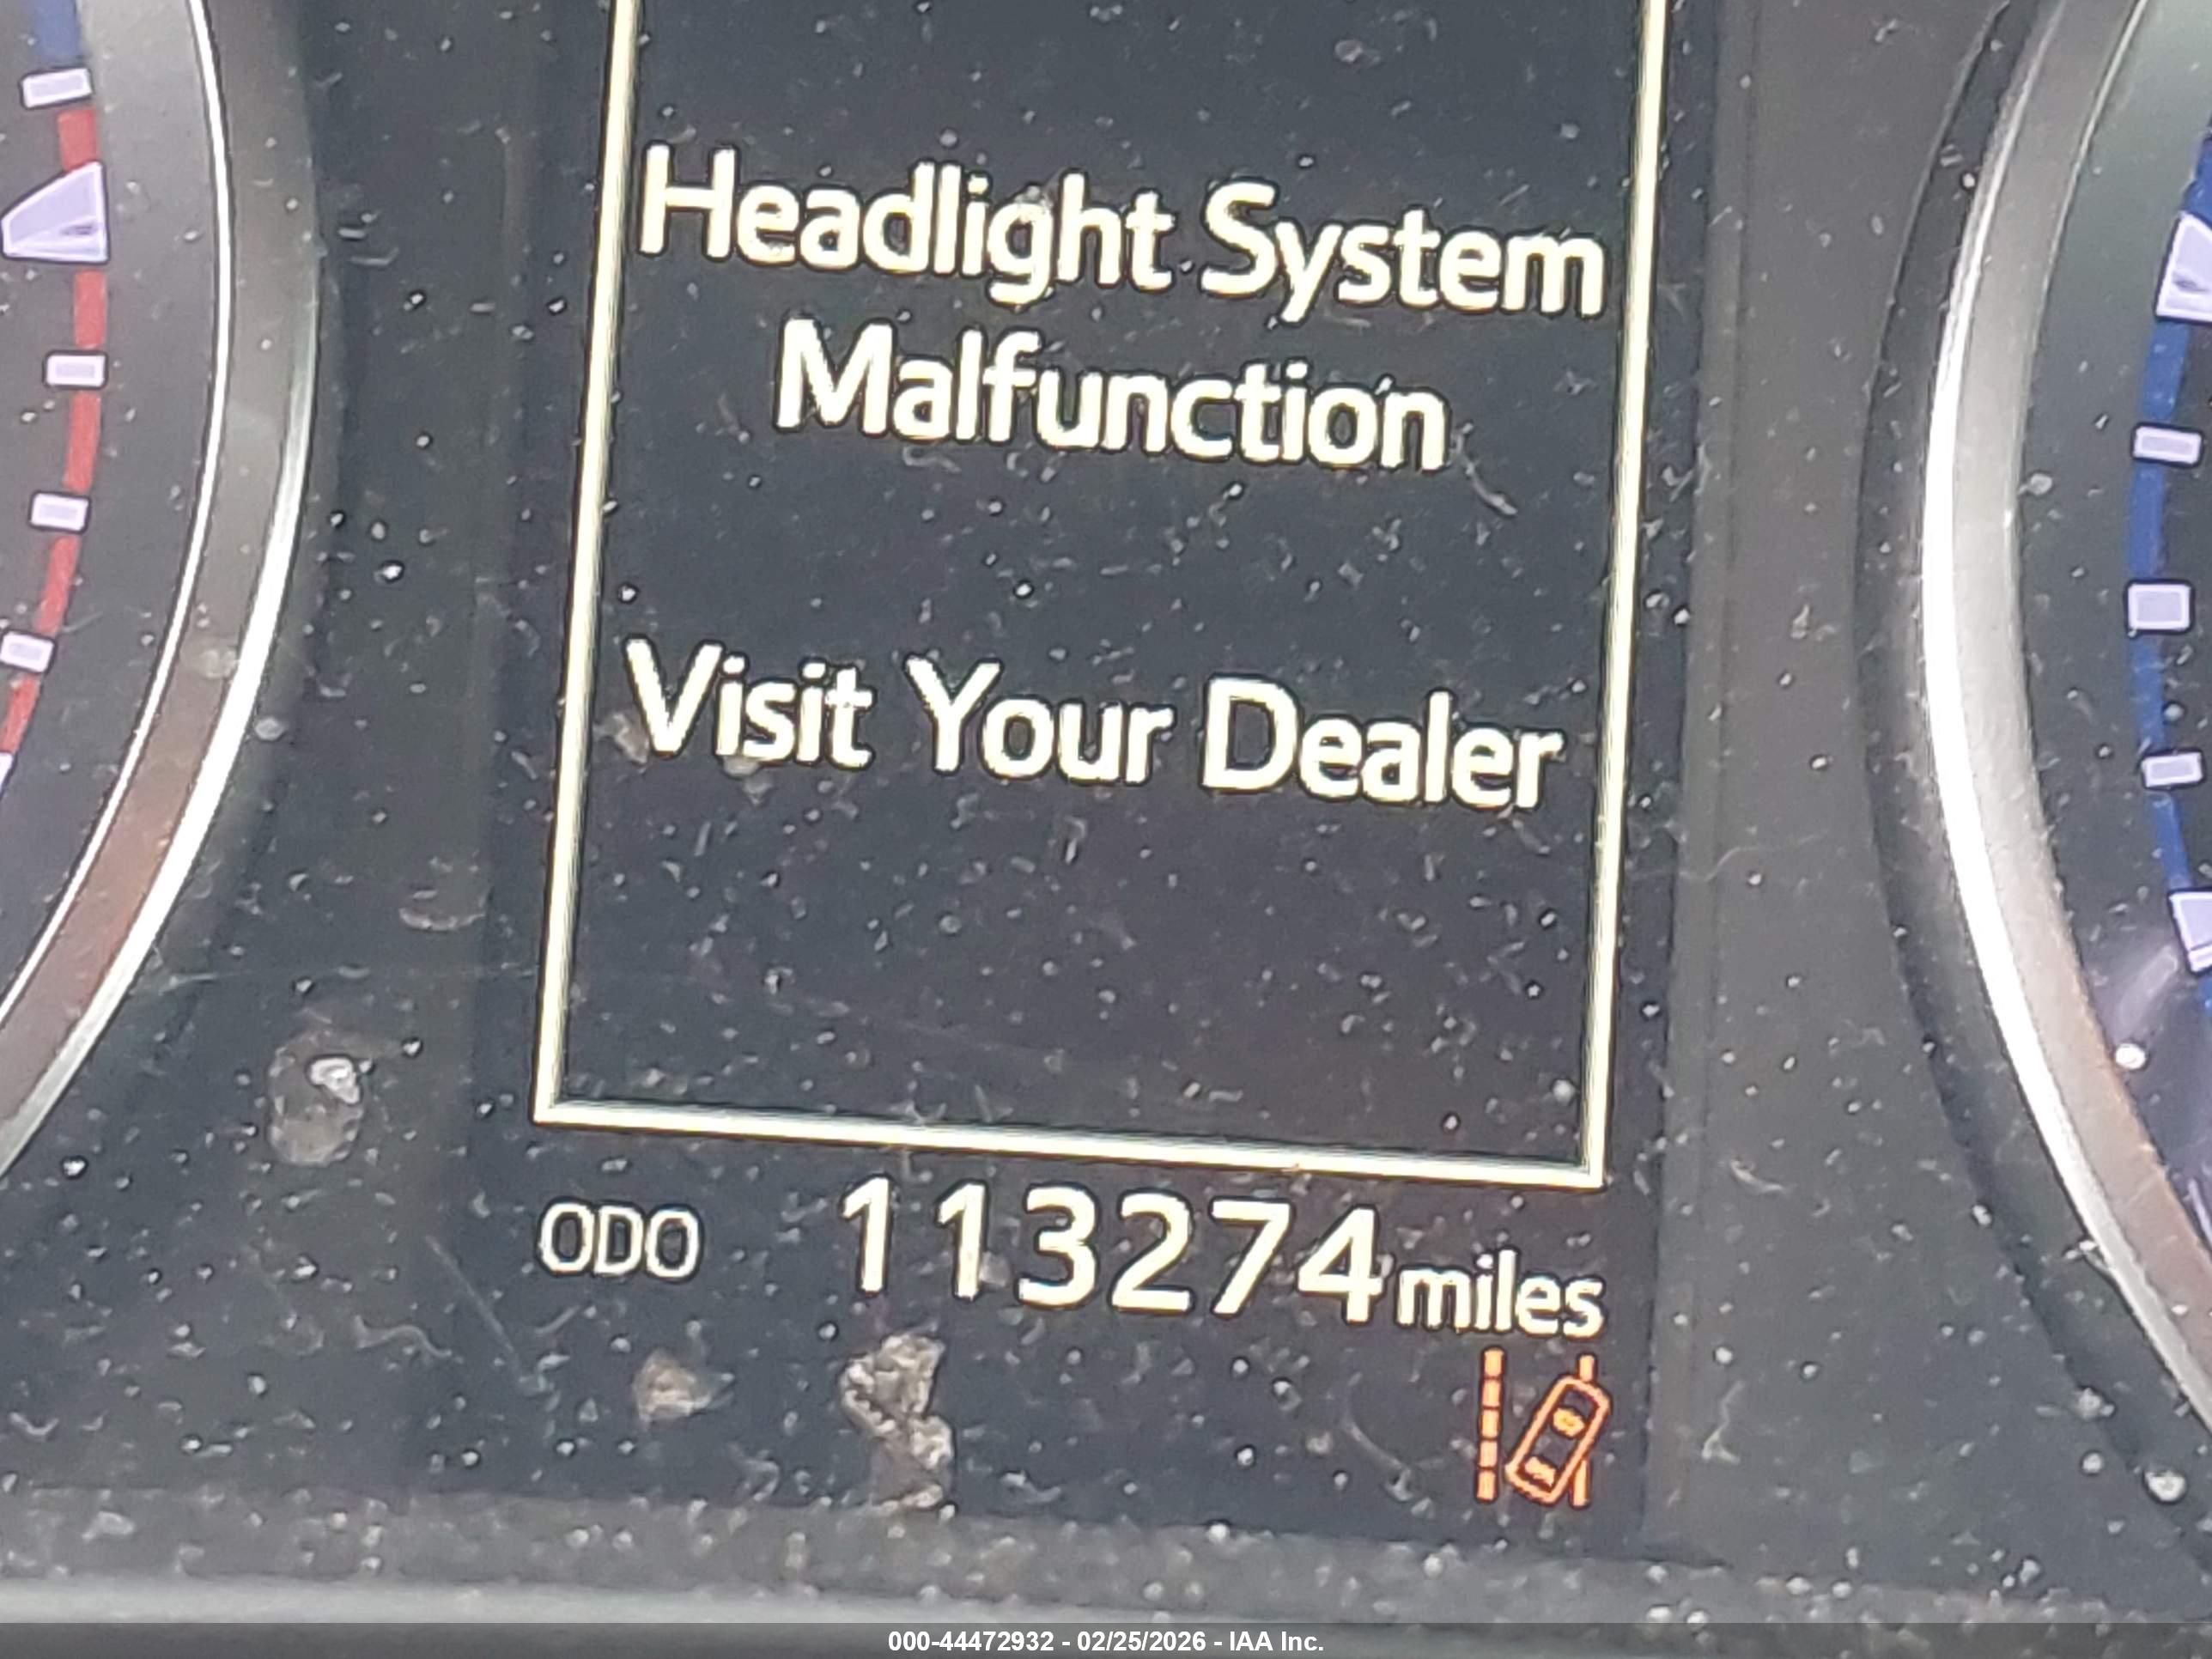 Headlight System
Malfunction
Visit Your Dealer
ODO 113274 miles
000-44472932 - 02/25/2026 - IAA Inc.